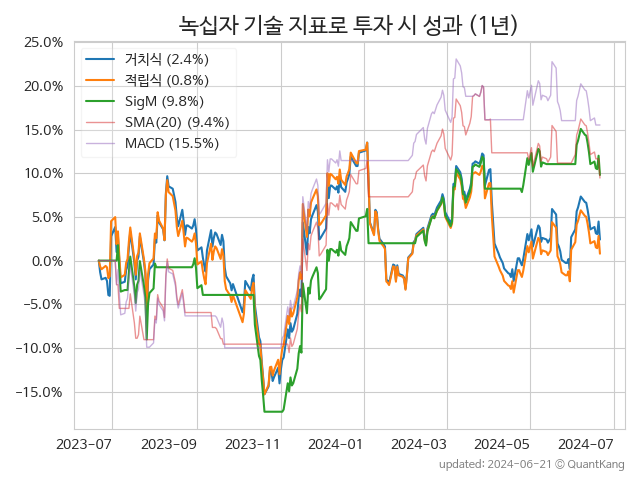 녹십자 기술 지표로 투자 시 성과 (1년)
25.0%
20.0%
15.0%
10.0%
5.0%
0.0%
−5.0%
−10.0%
−15.0%
거치식 (2.4%)
적립식 (0.8%)
SigM (9.8%)
SMA(20) (9.4%)
MACD (15.5%)
2023-07 2023-09 2023-11 2024-01 2024-03 2024-05 2024-07
updated: 2024-06-21 @ QuantKang